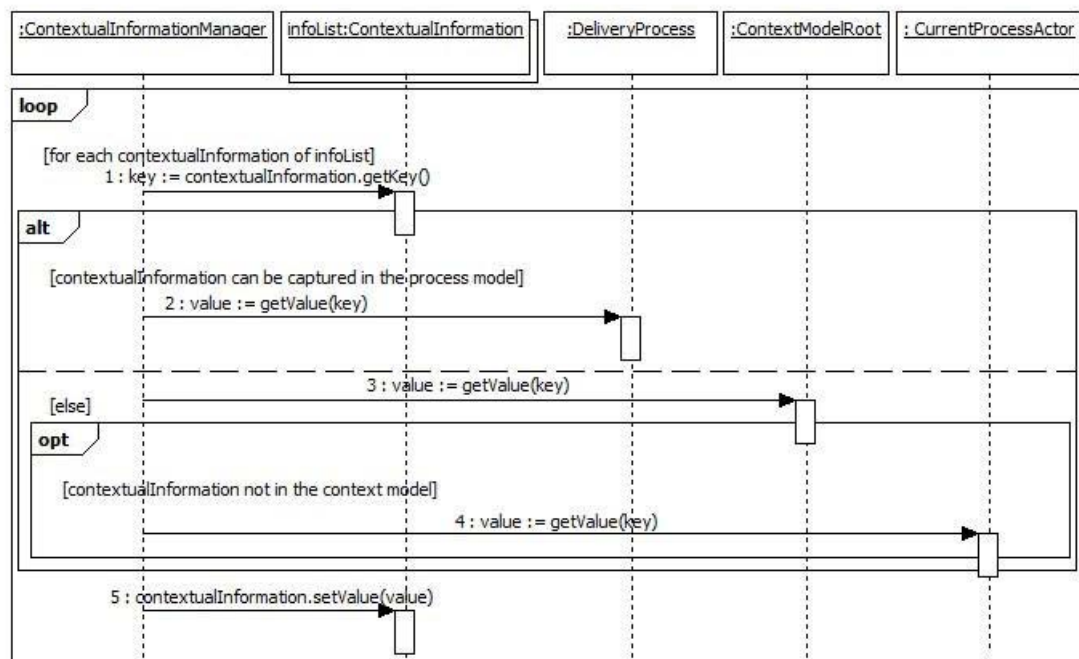 :ContextualInformationManager
infoList:ContextualInformation
:DeliveryProcess
:ContextModelRoot
: CurrentProcessActor
loop
[for each contextualInformation of infoList]
1 : key := contextualInformation.getKey()
alt
[contextualInformation can be captured in the process model]
2 : value := getValue(key)
3 : value := getValue(key)
[else]
opt
[contextualInformation not in the context model]
4 : value := getValue(key)
5 : contextualInformation.setValue(value)